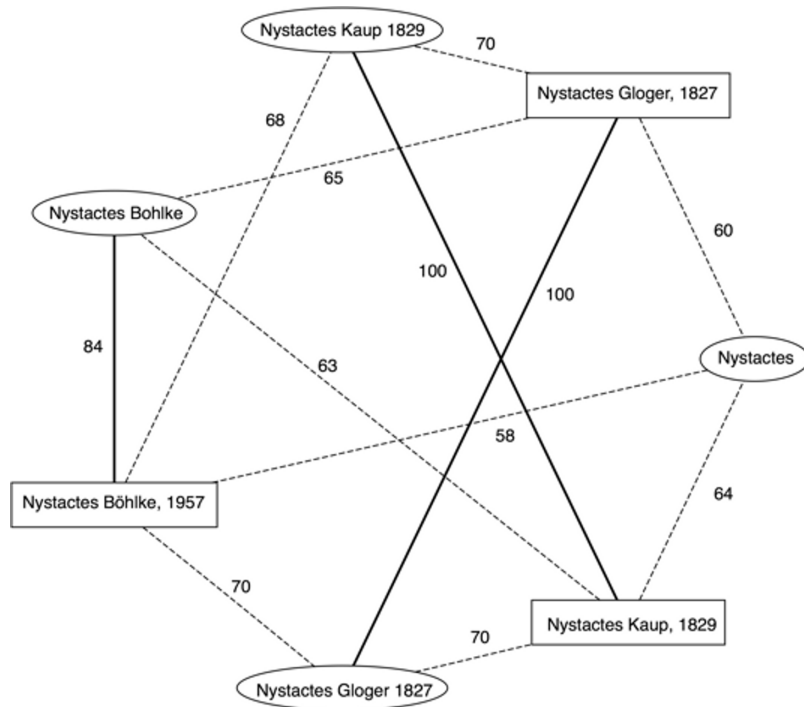 Nystactes Kaup 1829
70
Nystactes Gloger, 1827
68
65
Nystactes Bohlke
60
100
100
84
63
Nystactes
58
Nystactes Böhlke, 1957
64
70
Nystactes Kaup, 1829
70
Nystactes Gloger 1827